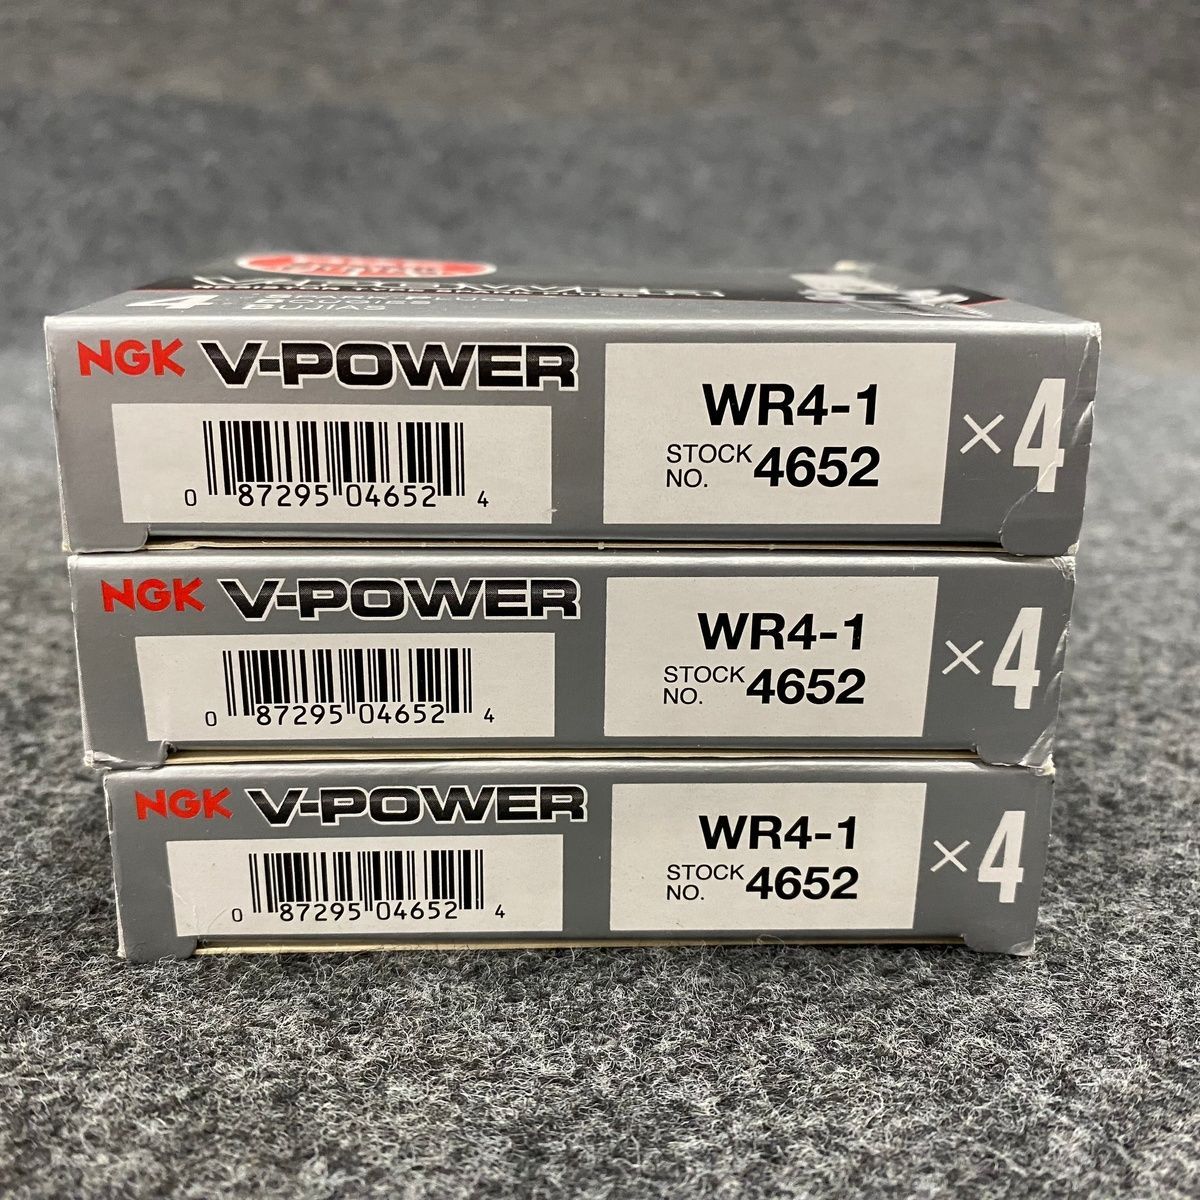 4 SPARK PLUGS
BUJIAS
NGK V-POWER
WR4-1
STOCK NO. 4652
×4
0 87295 04652 4
NGK V-POWER
WR4-1
STOCK NO. 4652
×4
0 87295 04652 4
NGK V-POWER
WR4-1
STOCK NO. 4652
×4
0 87295 04652 4